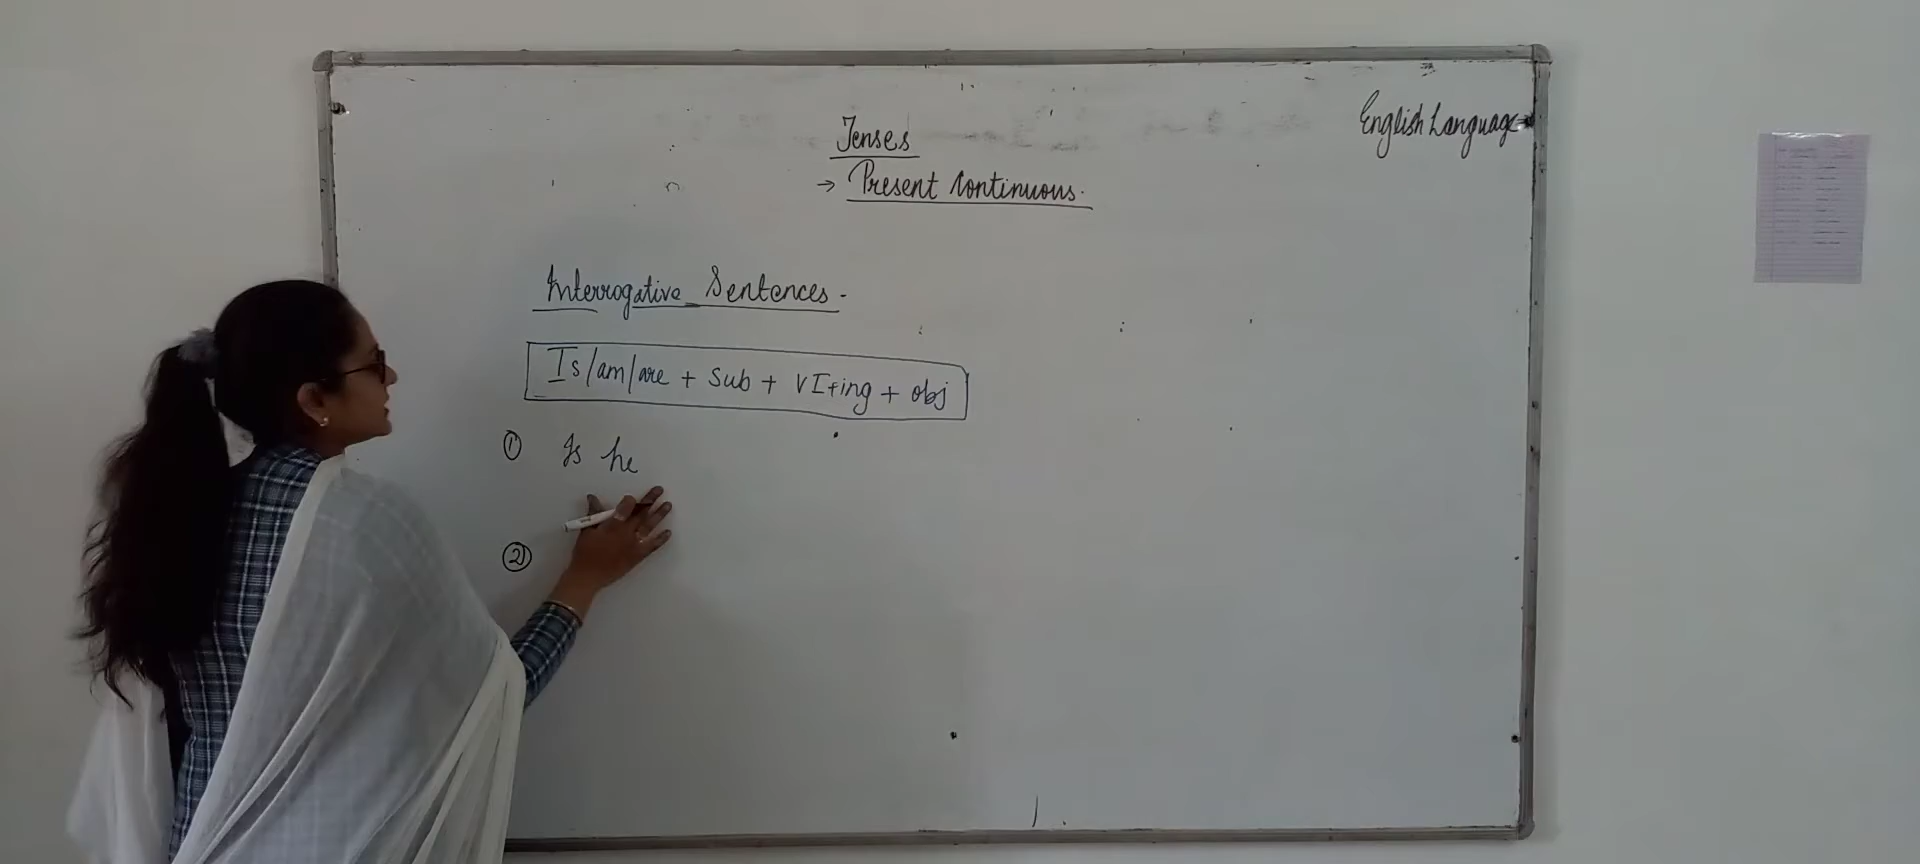 English Language
Tenses
→ Present Continuous.
Interrogative Sentences -
Is/am/are + Sub + VI+ing + obj
① Is he
②